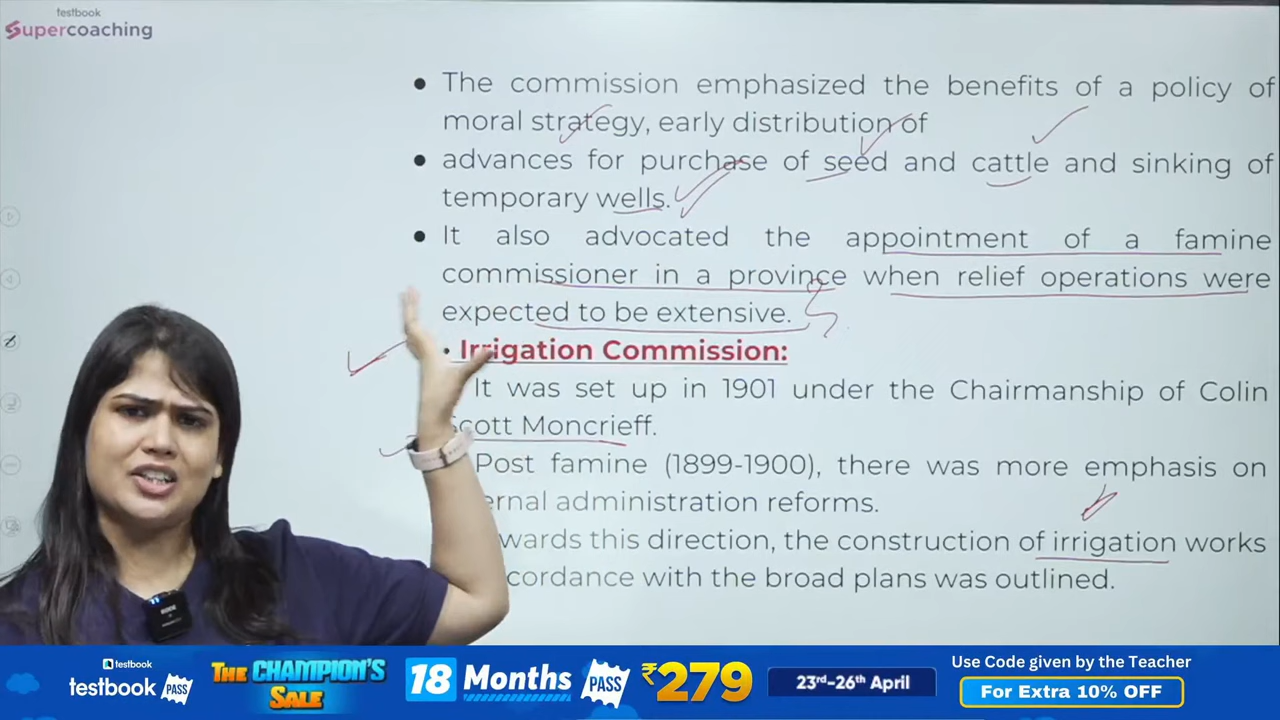 testbook
Supercoaching
• The commission emphasized the benefits of a policy of
moral strategy, early distribution of
• advances for purchase of seed and cattle and sinking of
temporary wells.
• It also advocated the appointment of a famine
commissioner in a province when relief operations were
expected to be extensive.
• Irrigation Commission:
It was set up in 1901 under the Chairmanship of Colin
Scott Moncrieff.
Post famine (1899-1900), there was more emphasis on
ernal administration reforms.
wards this direction, the construction of irrigation works
cordance with the broad plans was outlined.
testbook
testbook PASS
THE CHAMPION'S
SALE
18 Months PASS ₹279
23rd-26th April
Use Code given by the Teacher
For Extra 10% OFF